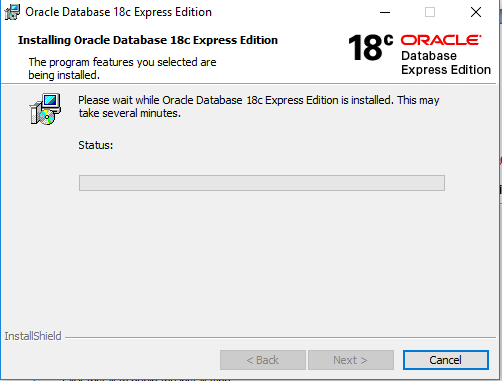 Oracle Database 18c Express Edition
Installing Oracle Database 18c Express Edition
The program features you selected are
being installed.
18c ORACLE
Database
Express Edition
Please wait while Oracle Database 18c Express Edition is installed. This may
take several minutes.
Status:
InstallShield
< Back
Next >
Cancel